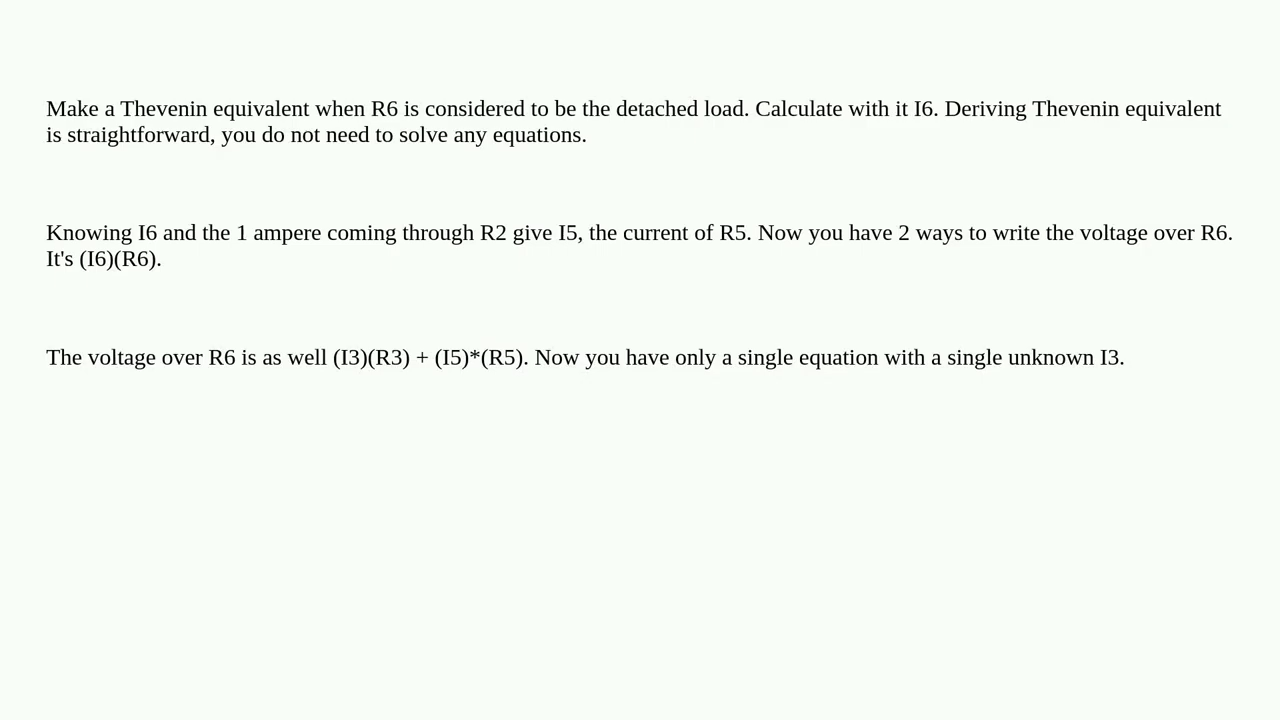 Make a Thevenin equivalent when R6 is considered to be the detached load. Calculate with it I6. Deriving Thevenin equivalent
is straightforward, you do not need to solve any equations.
Knowing I6 and the 1 ampere coming through R2 give I5, the current of R5. Now you have 2 ways to write the voltage over R6.
It's (I6)(R6).
The voltage over R6 is as well (I3)(R3) + (I5)*(R5). Now you have only a single equation with a single unknown I3.